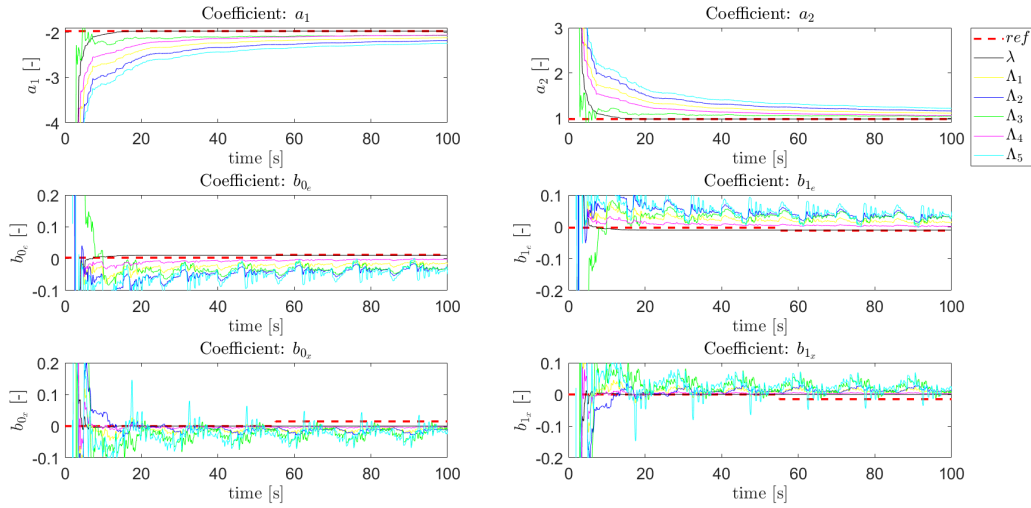 Coefficient: a₁
-2
-3
-4
a₁ [-]
0 20 40 60 80 100
time [s]
Coefficient: a₂
3
2
1
a₂ [-]
0 20 40 60 80 100
time [s]
ref
λ
Λ₁
Λ₂
Λ₃
Λ₄
Λ₅
Coefficient: b₀ₑ
0.2
0.1
0
-0.1
b₀ₑ [-]
0 20 40 60 80 100
time [s]
Coefficient: b₁ₑ
0.1
0
-0.1
-0.2
b₁ₑ [-]
0 20 40 60 80 100
time [s]
Coefficient: b₀ₓ
0.2
0.1
0
-0.1
b₀ₓ [-]
0 20 40 60 80 100
time [s]
Coefficient: b₁ₓ
0.1
0
-0.1
-0.2
b₁ₓ [-]
0 20 40 60 80 100
time [s]